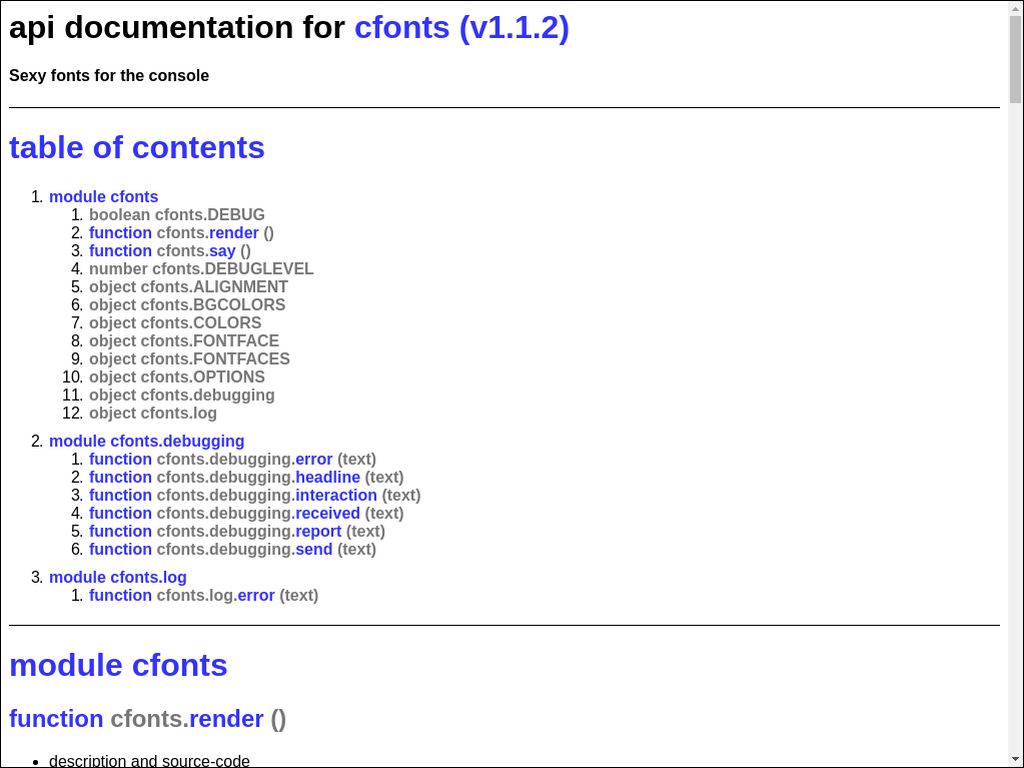 api documentation for cfonts (v1.1.2)
Sexy fonts for the console
table of contents
1. module cfonts
1. boolean cfonts.DEBUG
2. function cfonts.render ()
3. function cfonts.say ()
4. number cfonts.DEBUGLEVEL
5. object cfonts.ALIGNMENT
6. object cfonts.BGCOLORS
7. object cfonts.COLORS
8. object cfonts.FONTFACE
9. object cfonts.FONTFACES
10. object cfonts.OPTIONS
11. object cfonts.debugging
12. object cfonts.log
2. module cfonts.debugging
1. function cfonts.debugging.error (text)
2. function cfonts.debugging.headline (text)
3. function cfonts.debugging.interaction (text)
4. function cfonts.debugging.received (text)
5. function cfonts.debugging.report (text)
6. function cfonts.debugging.send (text)
3. module cfonts.log
1. function cfonts.log.error (text)
module cfonts
function cfonts.render ()
• description and source-code